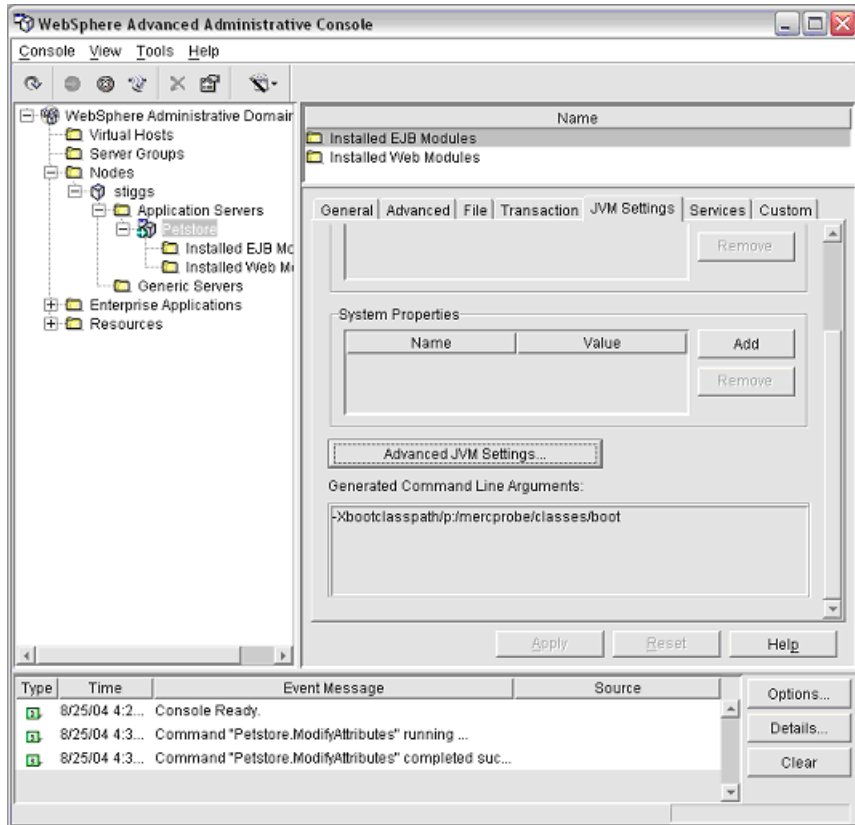 WebSphere Advanced Administrative Console
Console View Tools Help
WebSphere Administrative Domair
Virtual Hosts
Server Groups
Nodes
stiggs
Application Servers
Petstore
Installed EJB Mc
Installed Web M
Generic Servers
Enterprise Applications
Resources
Name
Installed EJB Modules
Installed Web Modules
General Advanced File Transaction JVM Settings Services Custom
Remove
System Properties
Name Value Add
Remove
Advanced JVM Settings...
Generated Command Line Arguments:
-Xbootclasspath/p:/mercprobe/classes/boot
Apply Reset Help
Type Time Event Message Source Options...
8/25/04 4:2... Console Ready.
8/25/04 4:3... Command "Petstore.ModifyAttributes" running ... Details...
8/25/04 4:3... Command "Petstore.ModifyAttributes" completed suc... Clear